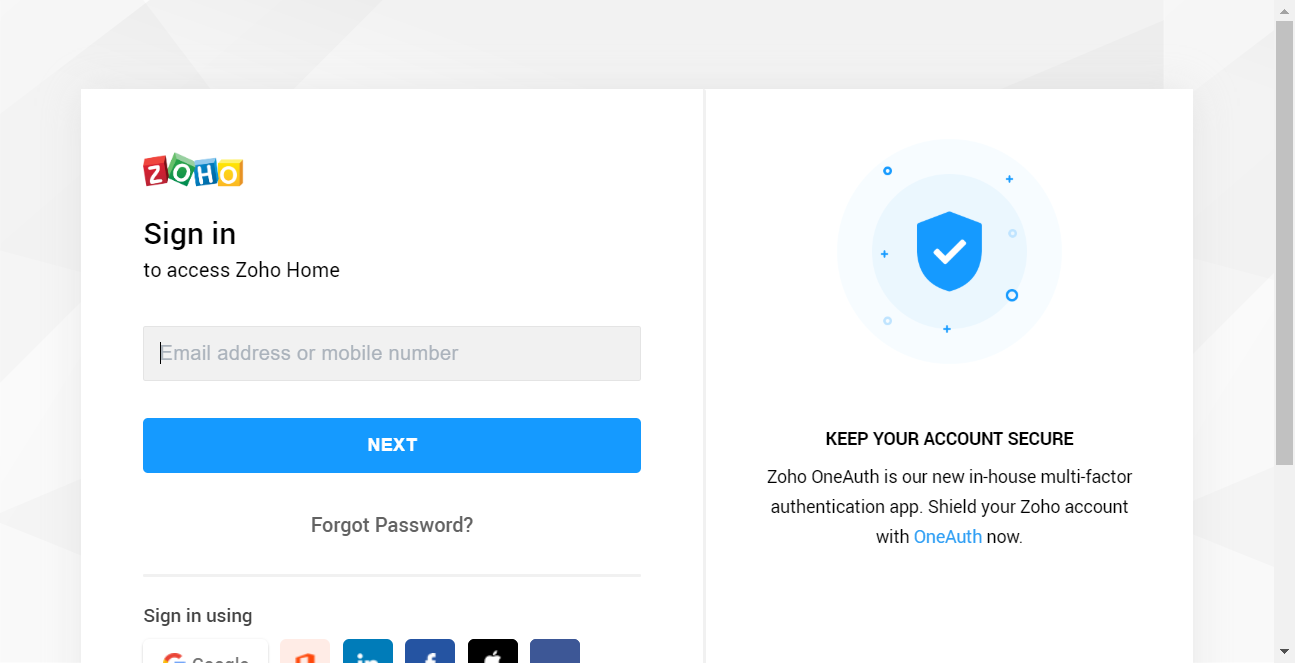 ZOHO
Sign in
to access Zoho Home
Email address or mobile number
NEXT
Forgot Password?
Sign in using
Google
in
f
KEEP YOUR ACCOUNT SECURE
Zoho OneAuth is our new in-house multi-factor
authentication app. Shield your Zoho account
with OneAuth now.